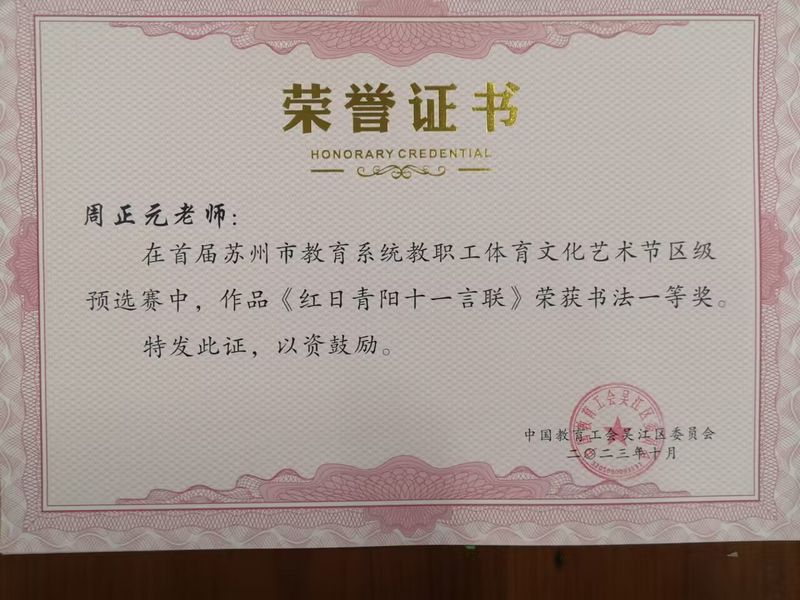 荣誉证书
HONORARY CREDENTIAL
周正元老师：
在首届苏州市教育系统教职工体育文化艺术节区级
预选赛中，作品《红日青阳十一言联》荣获书法一等奖。
特发此证，以资鼓励。
中国教育工会吴江区委员会
二〇二三年十月